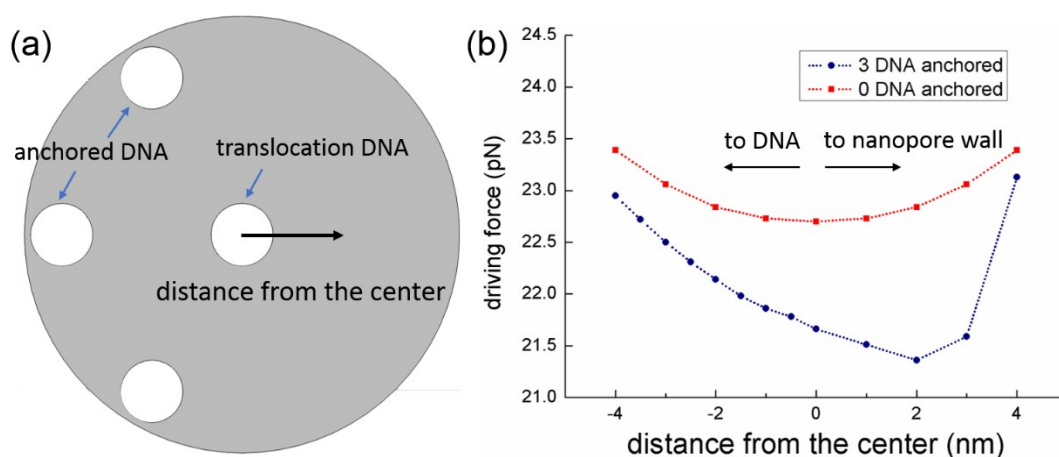 (a)
anchored DNA
translocation DNA
distance from the center
(b)
24.5
24.0
23.5
23.0
22.5
22.0
21.5
21.0
driving force (pN)
3 DNA anchored
0 DNA anchored
to DNA
to nanopore wall
-4
-2
0
2
4
distance from the center (nm)